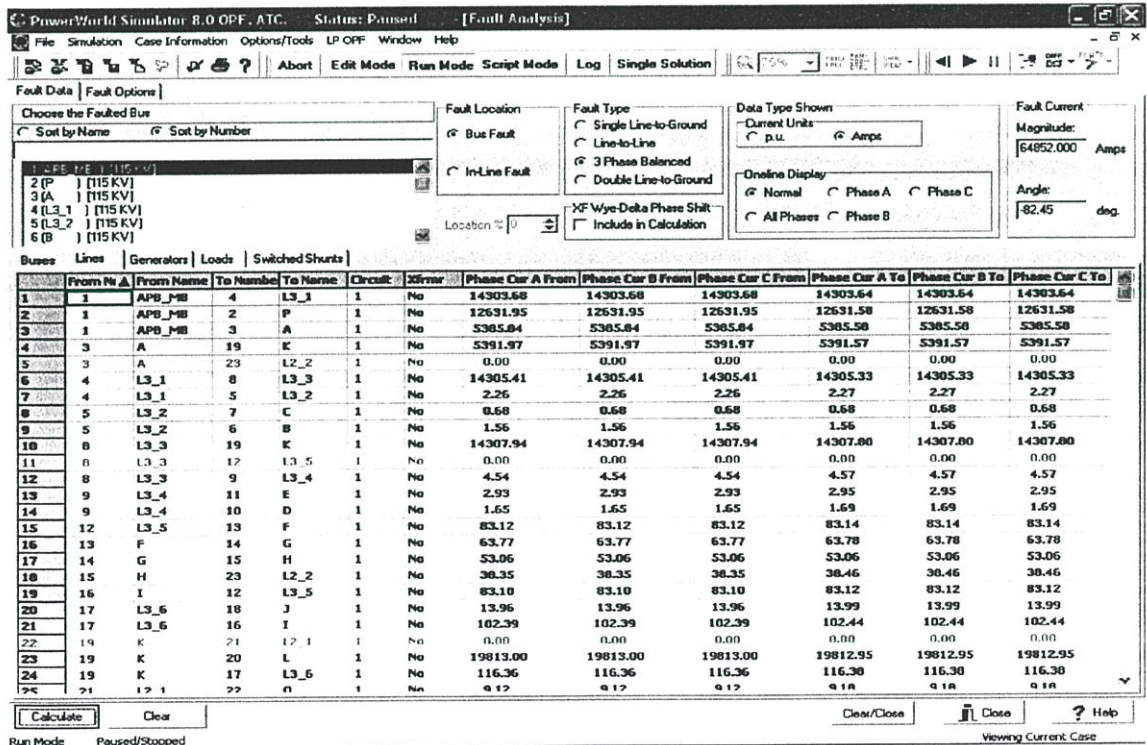 PowerWorld Simulator 8.0 OPF, ATC. Status: Paused [Fault Analysis]
File Simulation Case Information Options/Tools LP OPF Window Help
Abort Edit Mode Run Mode Script Mode Log Single Solution 75%
Fault Data Fault Options
Choose the Faulted Bus
Sort by Name Sort by Number
[115 KV]
2 (P ) [115 KV]
3 (A ) [115 KV]
4 (L3_1 ) [115 KV]
5 (L3_2 ) [115 KV]
6 (B ) [115 KV]
Fault Location
Bus Fault
In-Line Fault
Location % 0
Fault Type
Single Line-to-Ground
Line-to-Line
3 Phase Balanced
Double Line-to-Ground
XF Wye-Delta Phase Shift
Include in Calculation
Data Type Shown
Current Units
p.u. Amps
Oneline Display
Normal Phase A Phase C
All Phases Phase B
Fault Current
Magnitude:
64852.000 Amps
Angle:
-82.45 deg.
Buses Lines Generators Loads Switched Shunts
From Nu From Name To Numbe To Name Circuit Xfrmr Phase Cur A From Phase Cur B From Phase Cur C From Phase Cur A To Phase Cur B To Phase Cur C To
1 1 APB_MB 4 L3_1 1 No 14303.68 14303.68 14303.68 14303.64 14303.64 14303.64
2 1 APB_MB 2 P 1 No 12631.95 12631.95 12631.95 12631.58 12631.58 12631.58
3 1 APB_MB 3 A 1 No 5385.84 5385.84 5385.84 5385.58 5385.58 5385.58
4 3 A 19 K 1 No 5391.97 5391.97 5391.97 5391.57 5391.57 5391.57
5 3 A 23 L2_2 1 No 0.00 0.00 0.00 0.00 0.00 0.00
6 4 L3_1 8 L3_3 1 No 14305.41 14305.41 14305.41 14305.33 14305.33 14305.33
7 4 L3_1 5 L3_2 1 No 2.26 2.26 2.26 2.27 2.27 2.27
8 5 L3_2 7 C 1 No 0.68 0.68 0.68 0.68 0.68 0.68
9 5 L3_2 6 B 1 No 1.56 1.56 1.56 1.56 1.56 1.56
10 8 L3_3 19 K 1 No 14307.94 14307.94 14307.94 14307.80 14307.80 14307.80
11 8 L3_3 12 L3_5 1 No 0.00 0.00 0.00 0.00 0.00 0.00
12 8 L3_3 9 L3_4 1 No 4.54 4.54 4.54 4.57 4.57 4.57
13 9 L3_4 11 E 1 No 2.93 2.93 2.93 2.95 2.95 2.95
14 9 L3_4 10 D 1 No 1.65 1.65 1.65 1.69 1.69 1.69
15 12 L3_5 13 F 1 No 83.12 83.12 83.12 83.14 83.14 83.14
16 13 F 14 G 1 No 63.77 63.77 63.77 63.78 63.78 63.78
17 14 G 15 H 1 No 53.06 53.06 53.06 53.06 53.06 53.06
18 15 H 23 L2_2 1 No 38.35 38.35 38.35 38.46 38.46 38.46
19 16 I 12 L3_5 1 No 83.10 83.10 83.10 83.12 83.12 83.12
20 17 L3_6 18 J 1 No 13.96 13.96 13.96 13.99 13.99 13.99
21 17 L3_6 16 I 1 No 102.39 102.39 102.39 102.44 102.44 102.44
22 19 K 21 L2_1 1 No 0.00 0.00 0.00 0.00 0.00 0.00
23 19 K 20 L 1 No 19813.00 19813.00 19813.00 19812.95 19812.95 19812.95
24 19 K 17 L3_6 1 No 116.36 116.36 116.36 116.38 116.38 116.38
25 21 L2_1 22 1 No 9.12 9.12 9.12 9.18 9.18 9.18
Calculate Clear Clear/Close Close Help
Run Mode Paused/Stopped Viewing Current Case